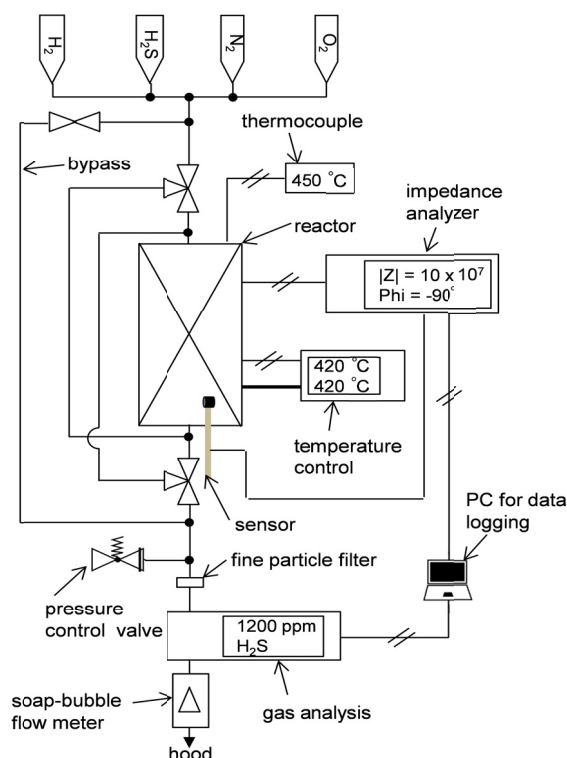 H2
H2S
N2
O2
thermocouple
bypass
450 °C
impedance
analyzer
reactor
|Z| = 10 x 10⁷
Phi = -90°
420 °C
420 °C
temperature
control
PC for data
logging
sensor
fine particle filter
pressure
control valve
1200 ppm
H2S
soap-bubble
flow meter
gas analysis
hood